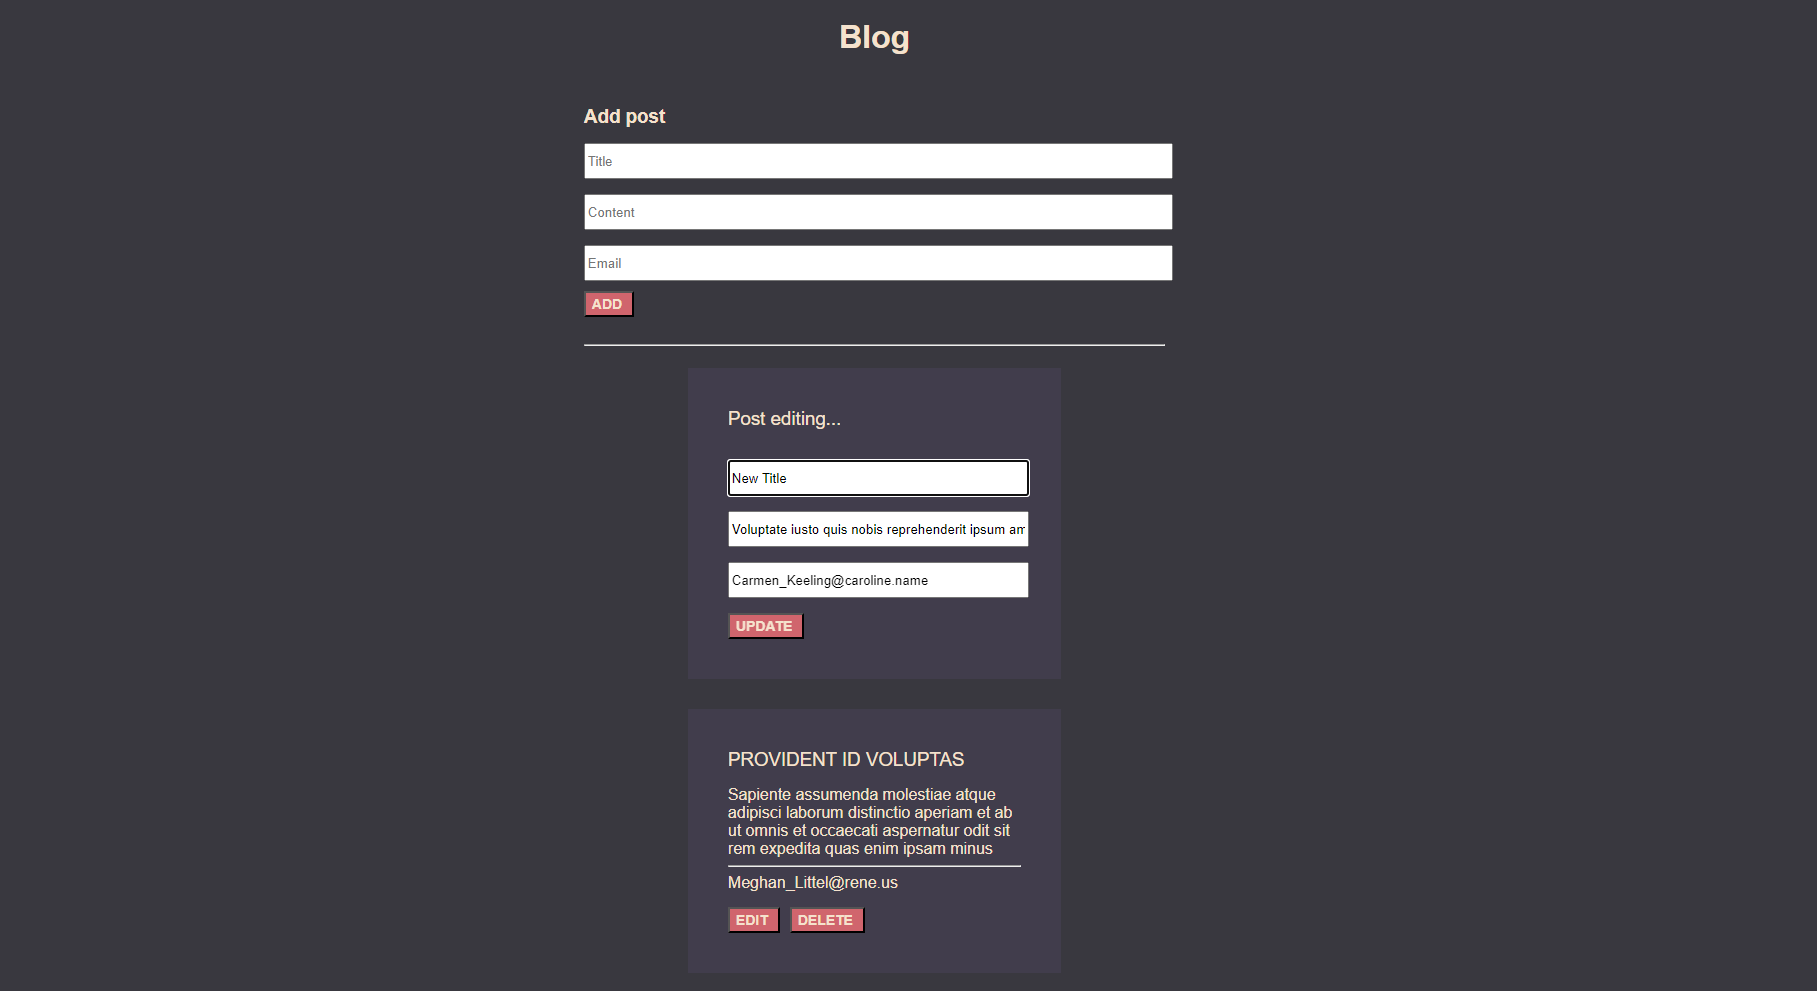 Blog
Add post
Title
Content
Email
ADD
Post editing...
New Title
Voluptate iusto quis nobis reprehenderit ipsum am
Carmen_Keeling@caroline.name
UPDATE
PROVIDENT ID VOLUPTAS
Sapiente assumenda molestiae atque
adipisci laborum distinctio aperiam et ab
ut omnis et occaecati aspernatur odit sit
rem expedita quas enim ipsam minus
Meghan_Littel@rene.us
EDIT DELETE